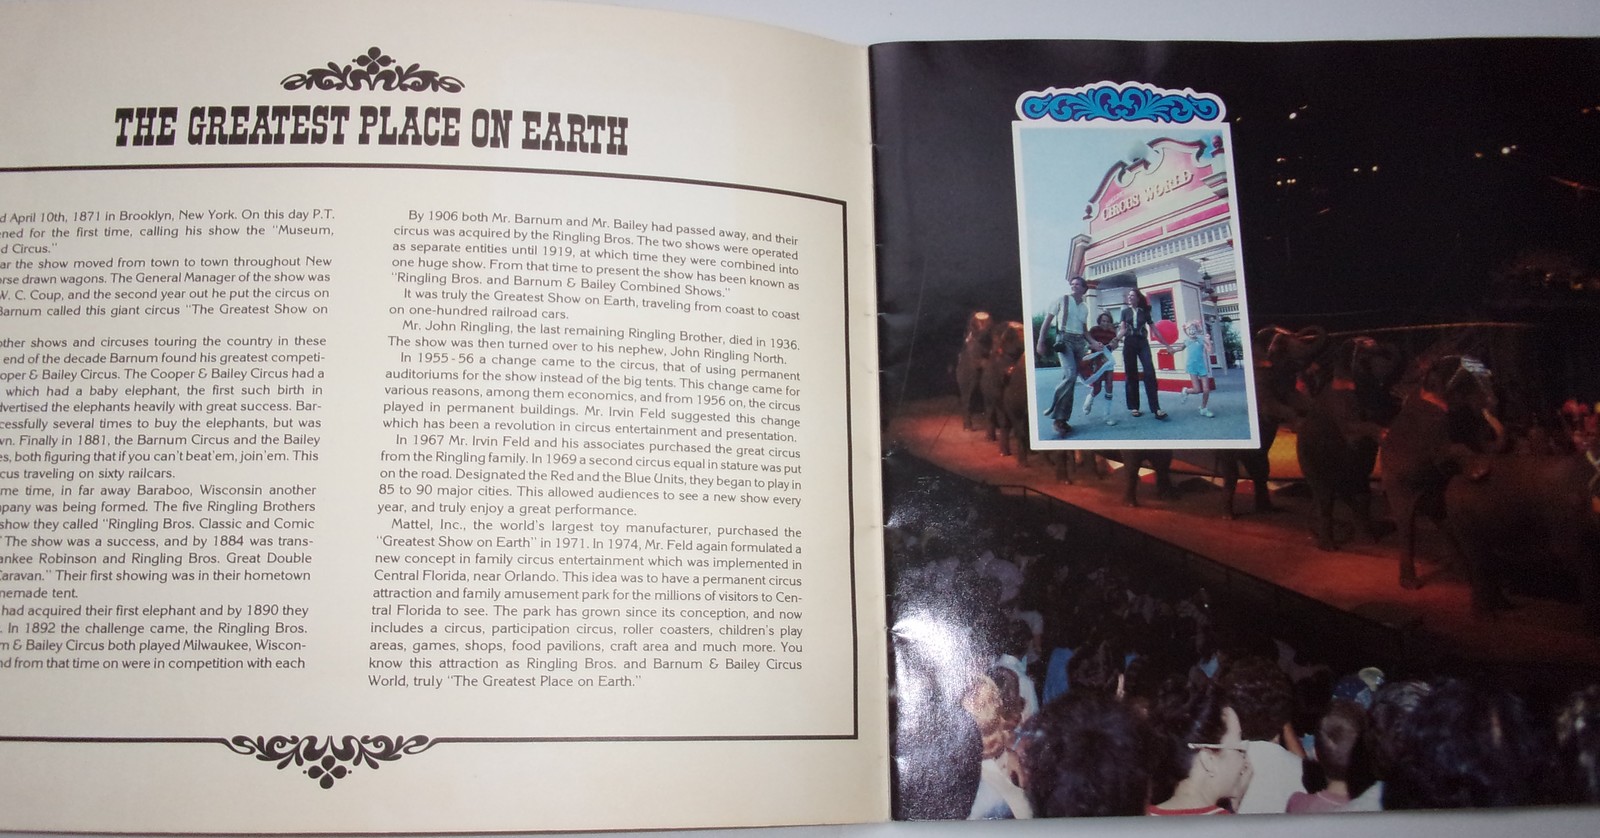 THE GREATEST PLACE ON EARTH
d April 10th, 1871 in Brooklyn, New York. On this day P.T.
ned for the first time, calling his show the "Museum,
d Circus."
ar the show moved from town to town throughout New
rse drawn wagons. The General Manager of the show was
W. C. Coup, and the second year out he put the circus on
Barnum called this giant circus "The Greatest Show on
other shows and circuses touring the country in these
end of the decade Barnum found his greatest competi-
oper & Bailey Circus. The Cooper & Bailey Circus had a
which had a baby elephant, the first such birth in
dvertised the elephants heavily with great success. Bar-
cessfully several times to buy the elephants, but was
wn. Finally in 1881, the Barnum Circus and the Bailey
es, both figuring that if you can't beat'em, join'em. This
cus traveling on sixty railcars.
me time, in far away Baraboo, Wisconsin another
pany was being formed. The five Ringling Brothers
show they called "Ringling Bros. Classic and Comic
" The show was a success, and by 1884 was trans-
ankee Robinson and Ringling Bros. Great Double
Caravan." Their first showing was in their hometown
memade tent.
had acquired their first elephant and by 1890 they
. In 1892 the challenge came, the Ringling Bros.
m & Bailey Circus both played Milwaukee, Wiscon-
nd from that time on were in competition with each
By 1906 both Mr. Barnum and Mr. Bailey had passed away, and their
circus was acquired by the Ringling Bros. The two shows were operated
as separate entities until 1919, at which time they were combined into
one huge show. From that time to present the show has been known as
"Ringling Bros. and Barnum & Bailey Combined Shows."
It was truly the Greatest Show on Earth, traveling from coast to coast
on one-hundred railroad cars.
Mr. John Ringling, the last remaining Ringling Brother, died in 1936.
The show was then turned over to his nephew, John Ringling North.
In 1955-56 a change came to the circus, that of using permanent
auditoriums for the show instead of the big tents. This change came for
various reasons, among them economics, and from 1956 on, the circus
played in permanent buildings. Mr. Irvin Feld suggested this change
which has been a revolution in circus entertainment and presentation.
In 1967 Mr. Irvin Feld and his associates purchased the great circus
from the Ringling family. In 1969 a second circus equal in stature was put
on the road. Designated the Red and the Blue Units, they began to play in
85 to 90 major cities. This allowed audiences to see a new show every
year, and truly enjoy a great performance.
Mattel, Inc., the world's largest toy manufacturer, purchased the
"Greatest Show on Earth" in 1971. In 1974, Mr. Feld again formulated a
new concept in family circus entertainment which was implemented in
Central Florida, near Orlando. This idea was to have a permanent circus
attraction and family amusement park for the millions of visitors to Cen-
tral Florida to see. The park has grown since its conception, and now
includes a circus, participation circus, roller coasters, children's play
areas, games, shops, food pavilions, craft area and much more. You
know this attraction as Ringling Bros. and Barnum & Bailey Circus
World, truly "The Greatest Place on Earth."
CIRCUS WORLD